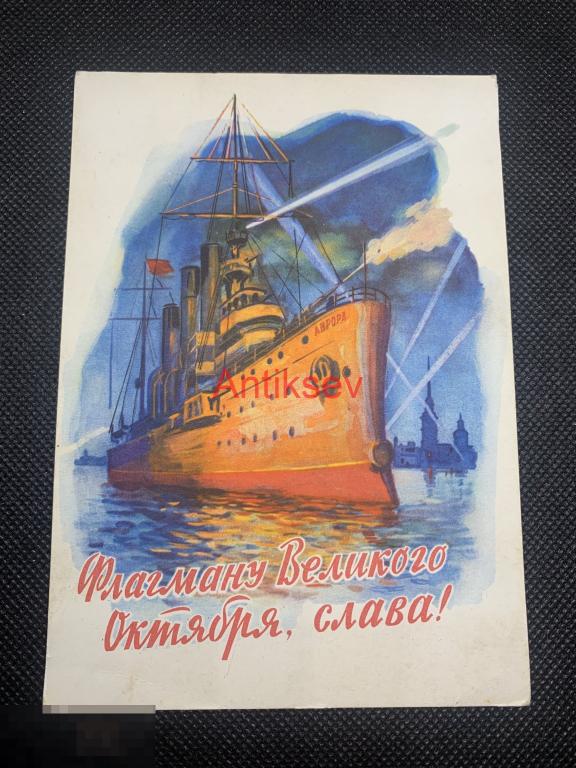 АВРОРА
Antiksev
Флагману Великого
Октября, слава!